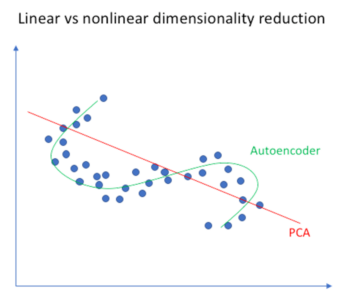 Linear vs nonlinear dimensionality reduction
Autoencoder
PCA